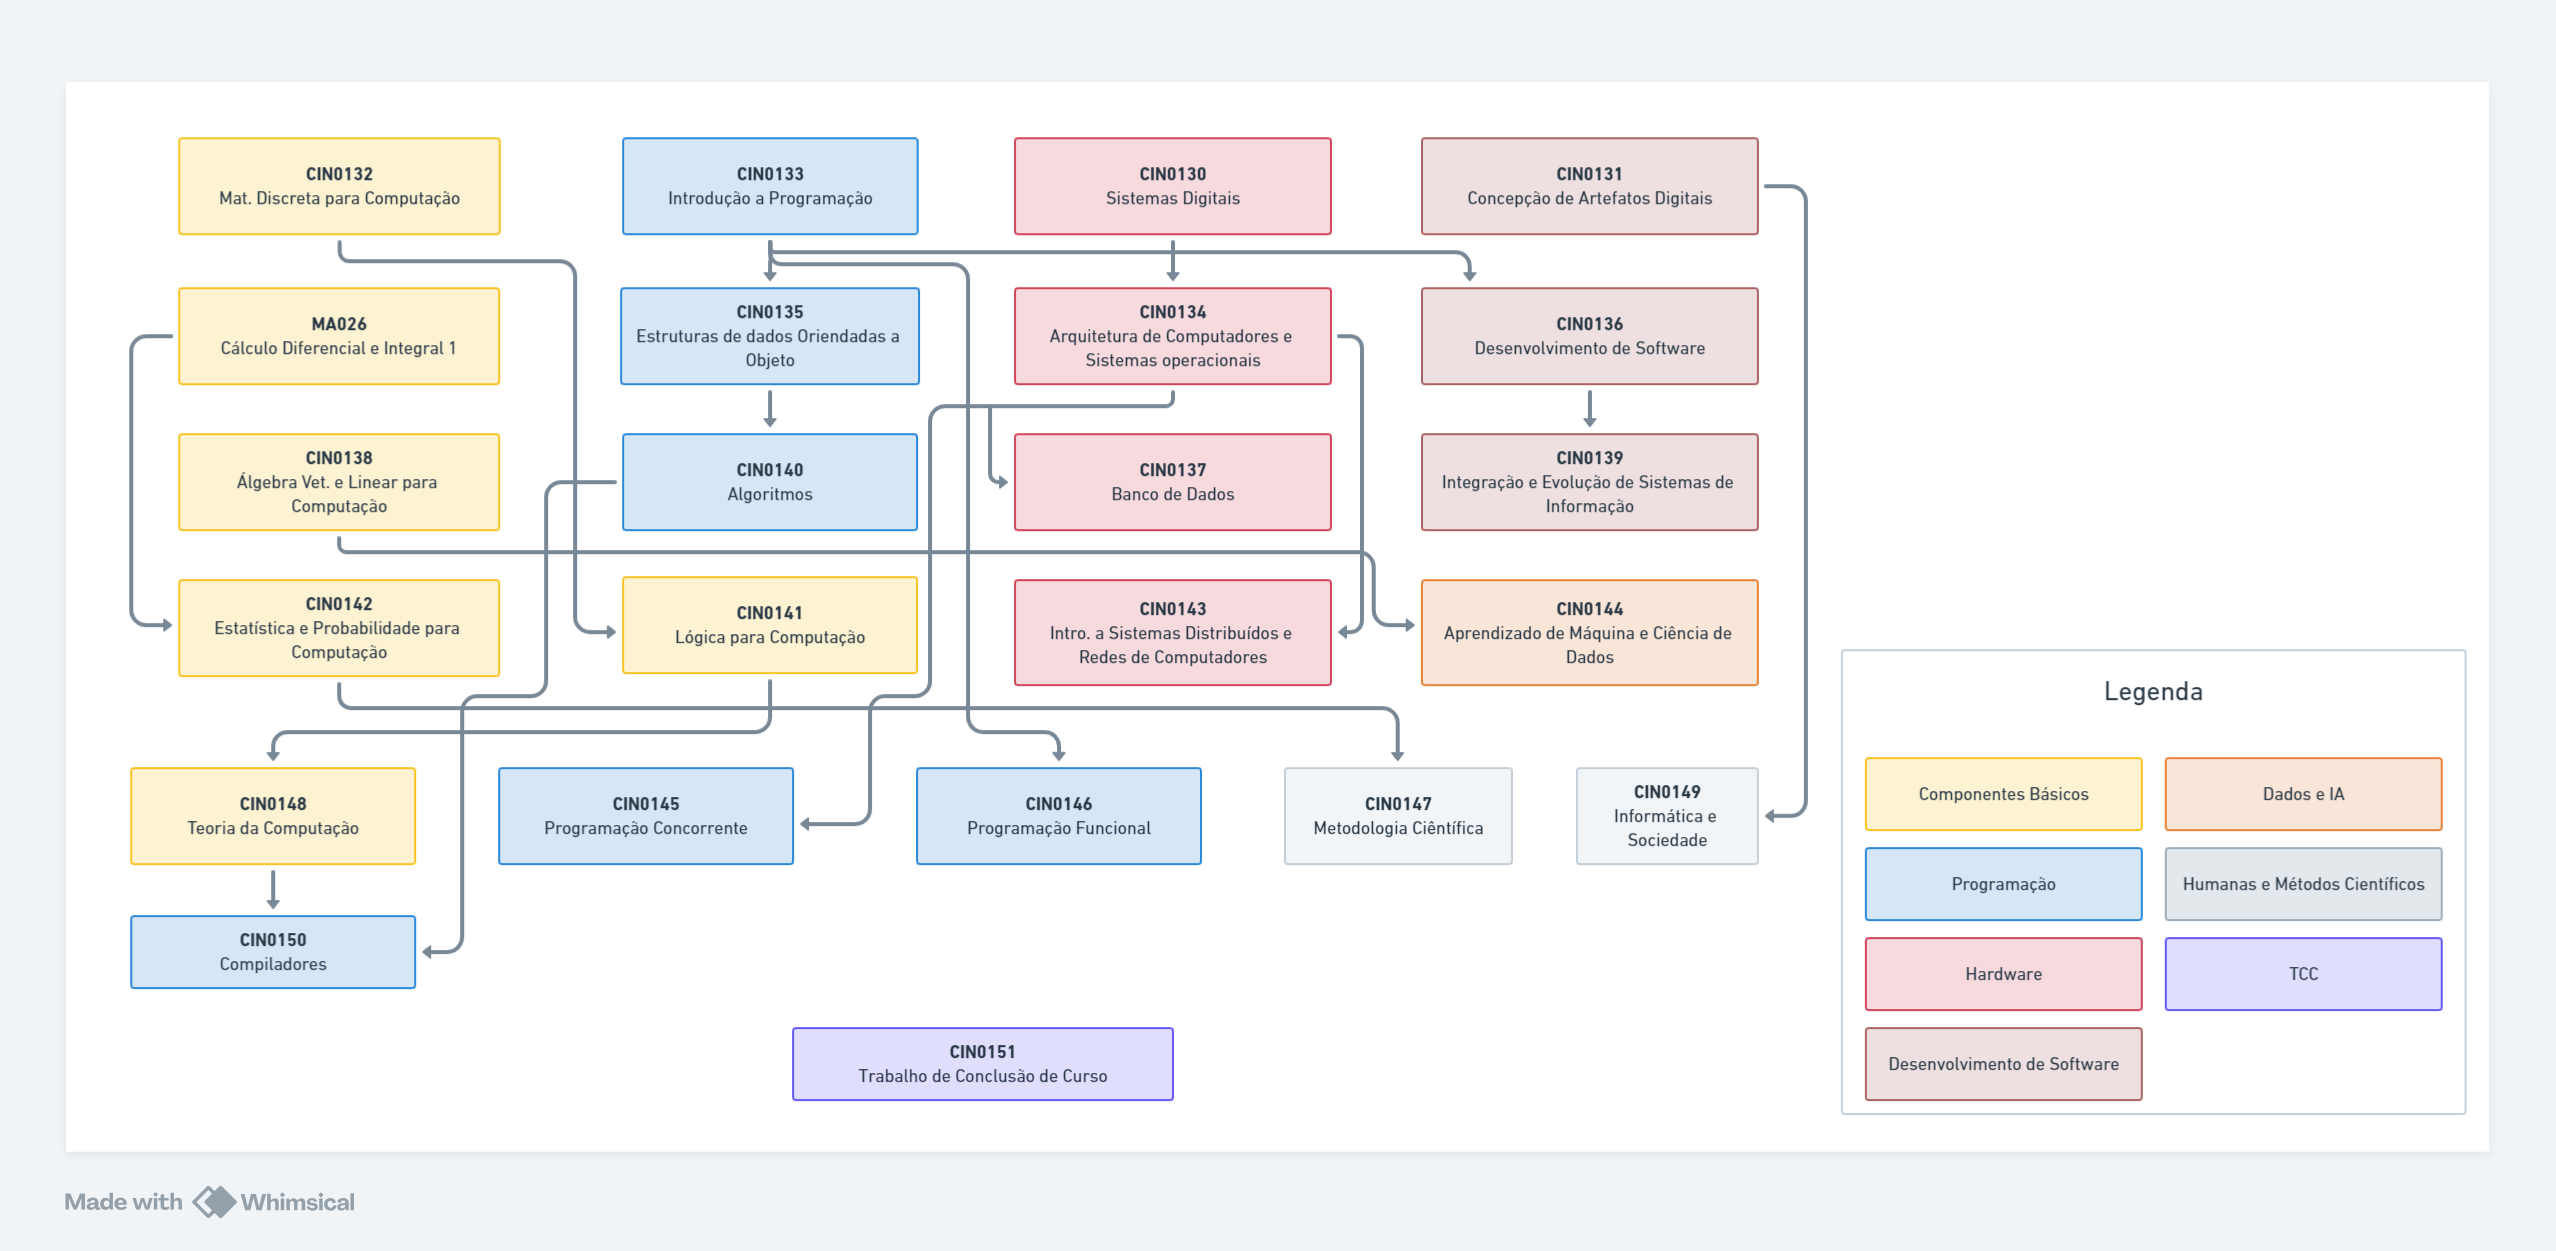 CIN0132
Mat. Discreta para Computação
CIN0133
Introdução a Programação
CIN0130
Sistemas Digitais
CIN0131
Concepção de Artefatos Digitais
MA026
Cálculo Diferencial e Integral 1
CIN0135
Estruturas de dados Oriendadas a
Objeto
CIN0134
Arquitetura de Computadores e
Sistemas operacionais
CIN0136
Desenvolvimento de Software
CIN0138
Álgebra Vet. e Linear para
Computação
CIN0140
Algoritmos
CIN0137
Banco de Dados
CIN0139
Integração e Evolução de Sistemas de
Informação
CIN0142
Estatística e Probabilidade para
Computação
CIN0141
Lógica para Computação
CIN0143
Intro. a Sistemas Distribuídos e
Redes de Computadores
CIN0144
Aprendizado de Máquina e Ciência de
Dados
CIN0148
Teoria da Computação
CIN0145
Programação Concorrente
CIN0146
Programação Funcional
CIN0147
Metodologia Ciêntífica
CIN0149
Informática e
Sociedade
CIN0150
Compiladores
CIN0151
Trabalho de Conclusão de Curso
Legenda
Componentes Básicos
Dados e IA
Programação
Humanas e Métodos Científicos
Hardware
TCC
Desenvolvimento de Software
Made with Whimsical